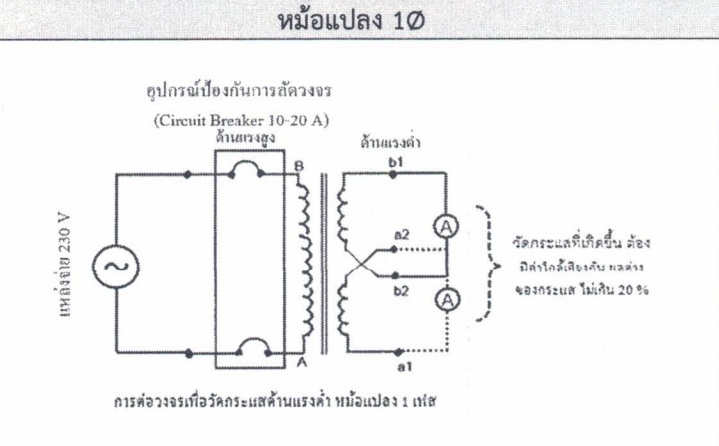 หม้อแปลง 1Ø
อุปกรณ์ป้องกันการลัดวงจร
(Circuit Breaker 10-20 A)
ด้านแรงสูง
ด้านแรงต่ำ
B
b1
A
a2
แหล่งจ่าย 230 V
วัดกระแสที่เกิดขึ้น ต้อง
มีค่าใกล้เคียงกัน ผลต่าง
ของกระแส ไม่เกิน 20 %
b2
A
A
a1
การต่อวงจรเพื่อวัดกระแสด้านแรงต่ำ หม้อแปลง 1 เฟส